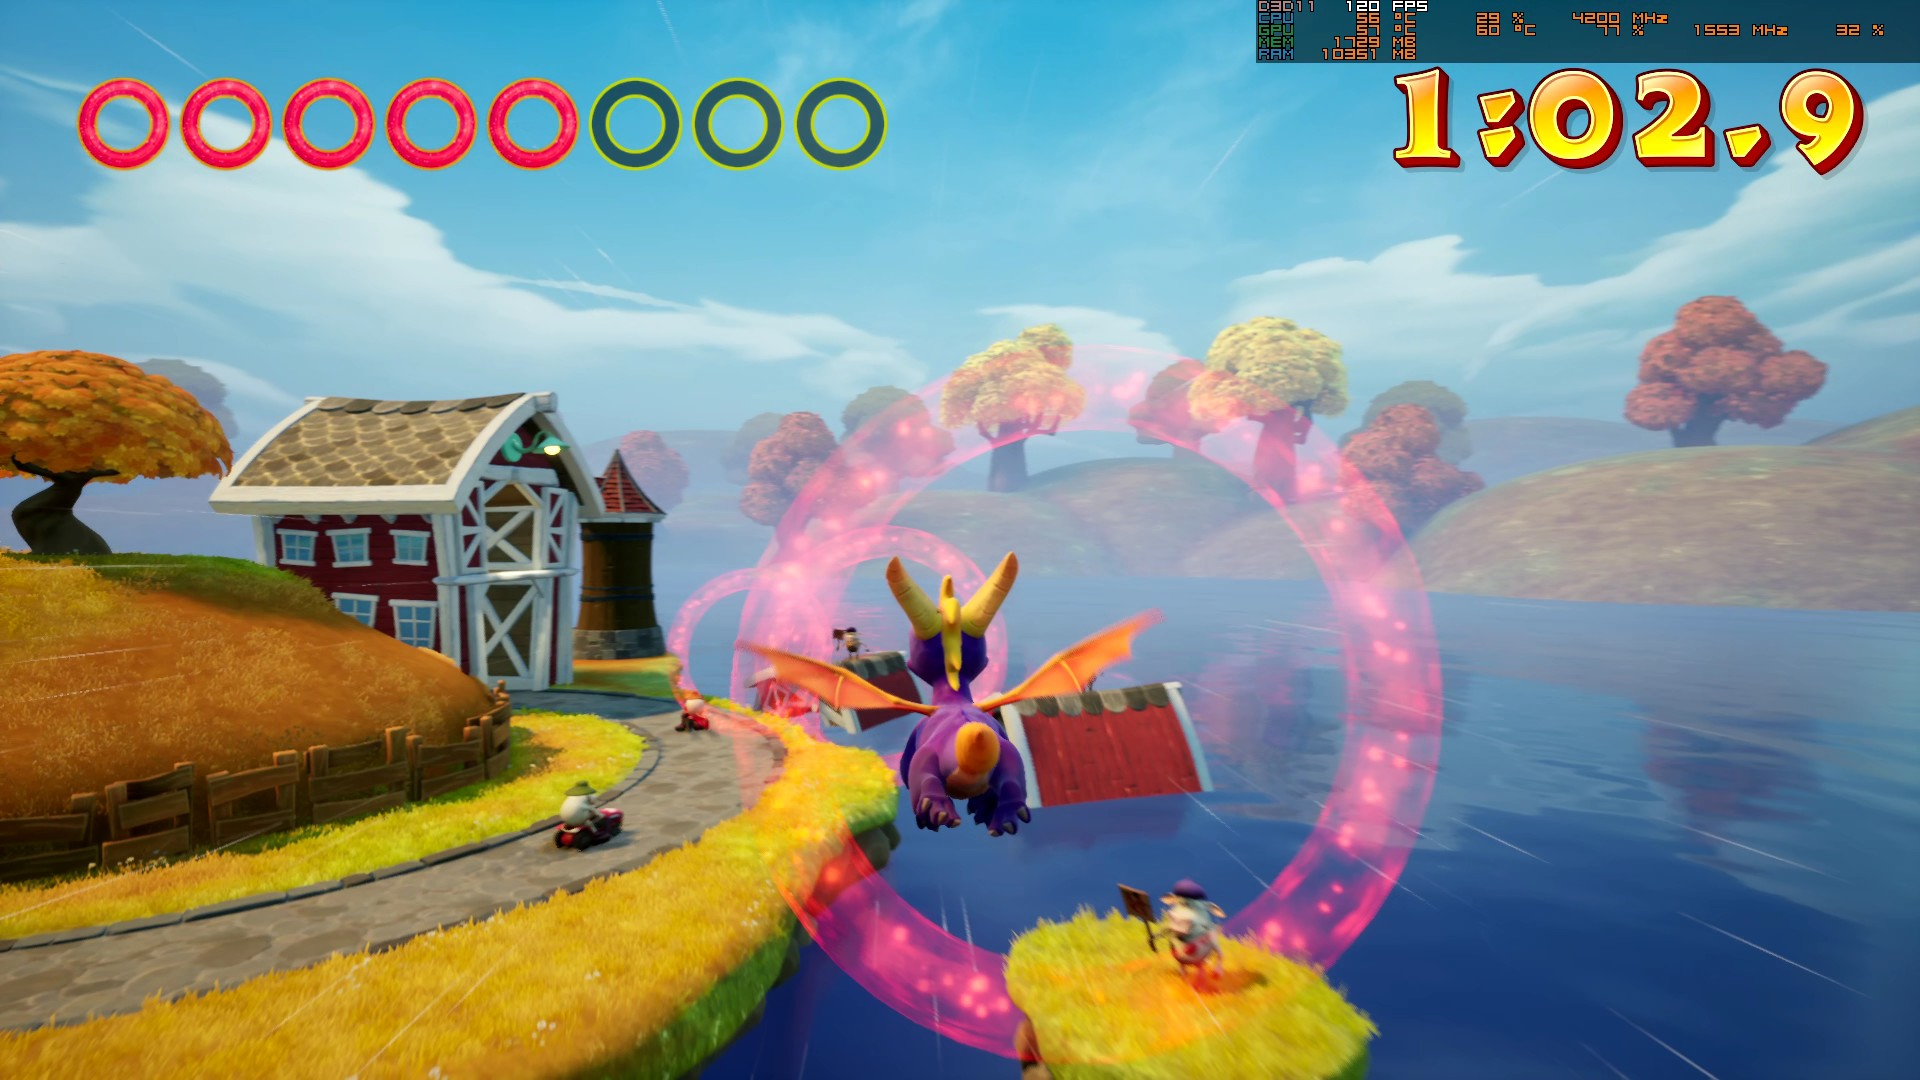 D3D11 120 FPS
CPU 56 °C 29 % 4200 MHz
GPU 57 °C 60 °C 77 % 1553 MHz 32 %
MEM 1729 MB
RAM 10351 MB
1:02.9